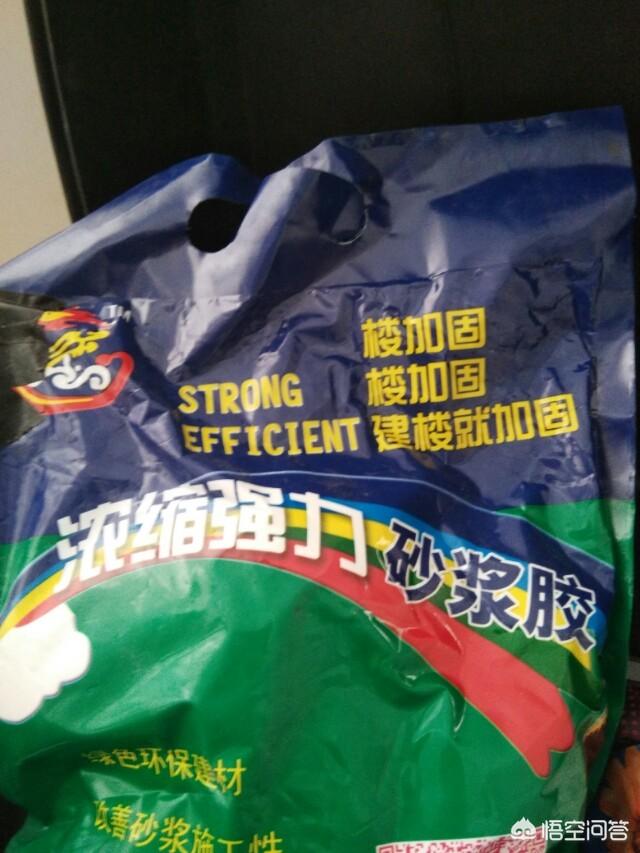 TM
楼加固
STRONG 楼加固
EFFICIENT 建楼就加固
浓缩强力 砂浆胶
绿色环保建材
改善砂浆施工性
悟空问答